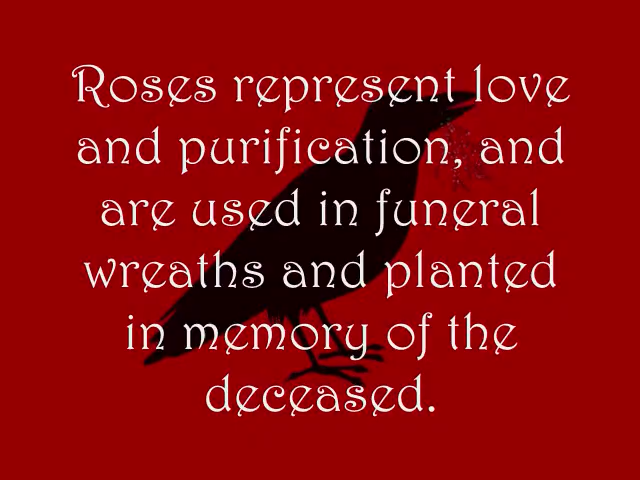 Roses represent love
and purification, and
are used in funeral
wreaths and planted
in memory of the
deceased.